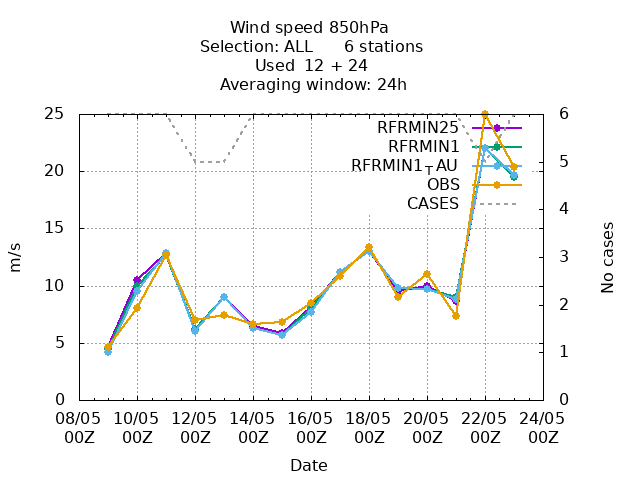 Wind speed 850hPa
Selection: ALL 6 stations
Used 12 + 24
Averaging window: 24h
25 6
RFRMIN25
RFRMIN1
RFRMIN1_TAU
OBS
CASES
20 5
15 4
10 3
5 2
0 1
0
m/s
No cases
08/05 10/05 12/05 14/05 16/05 18/05 20/05 22/05 24/05
00Z 00Z 00Z 00Z 00Z 00Z 00Z 00Z 00Z
Date